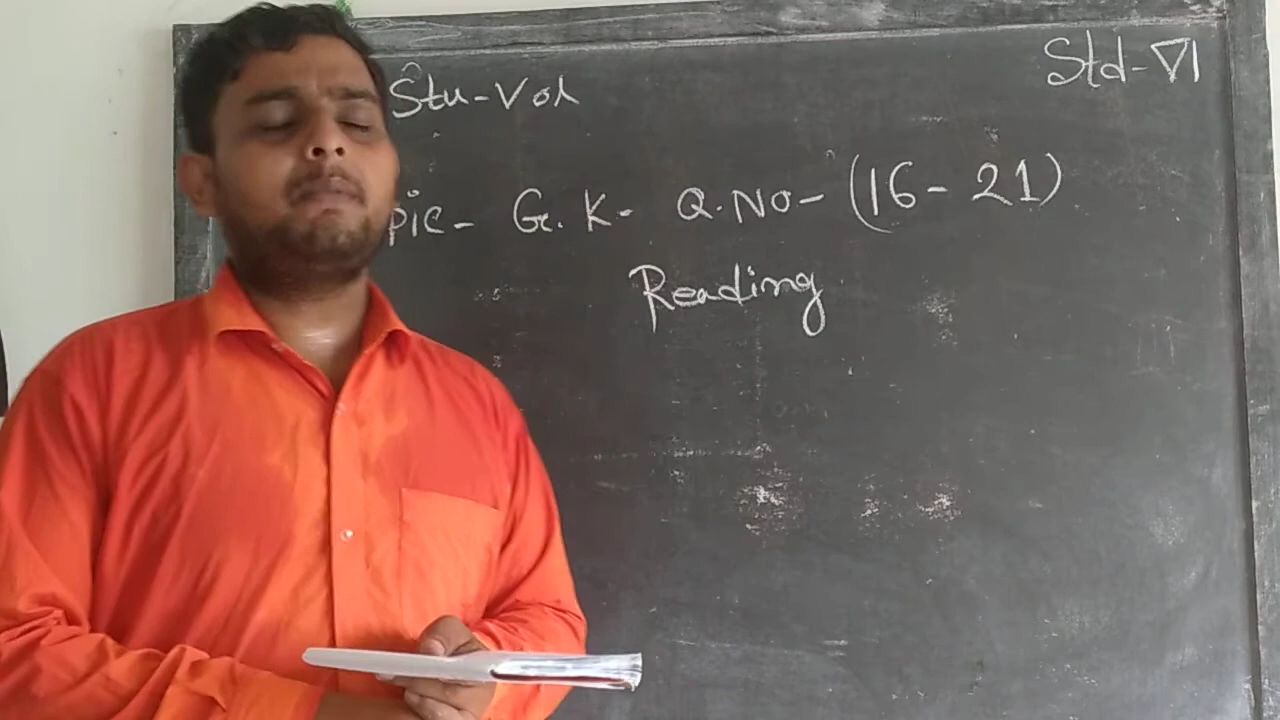 Stu-Vol
Std-VI
pic- G.K- Q.No- (16-21)
Reading